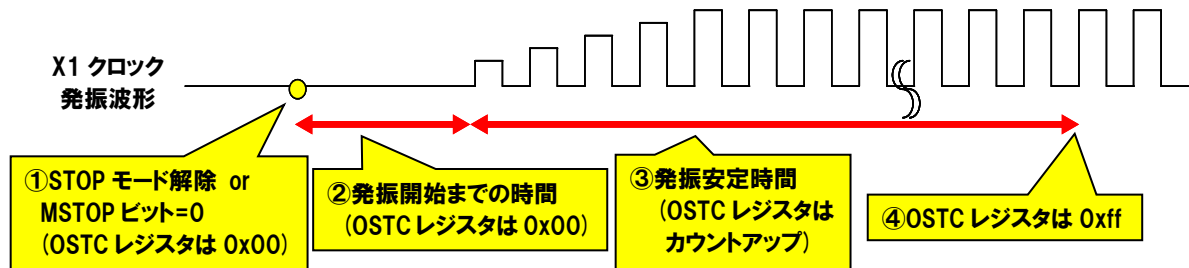 X1 クロック
発振波形
①STOP モード解除 or
MSTOP ビット=0
(OSTC レジスタは 0x00)
②発振開始までの時間
(OSTC レジスタは 0x00)
③発振安定時間
(OSTC レジスタは
カウントアップ)
④OSTC レジスタは 0xff